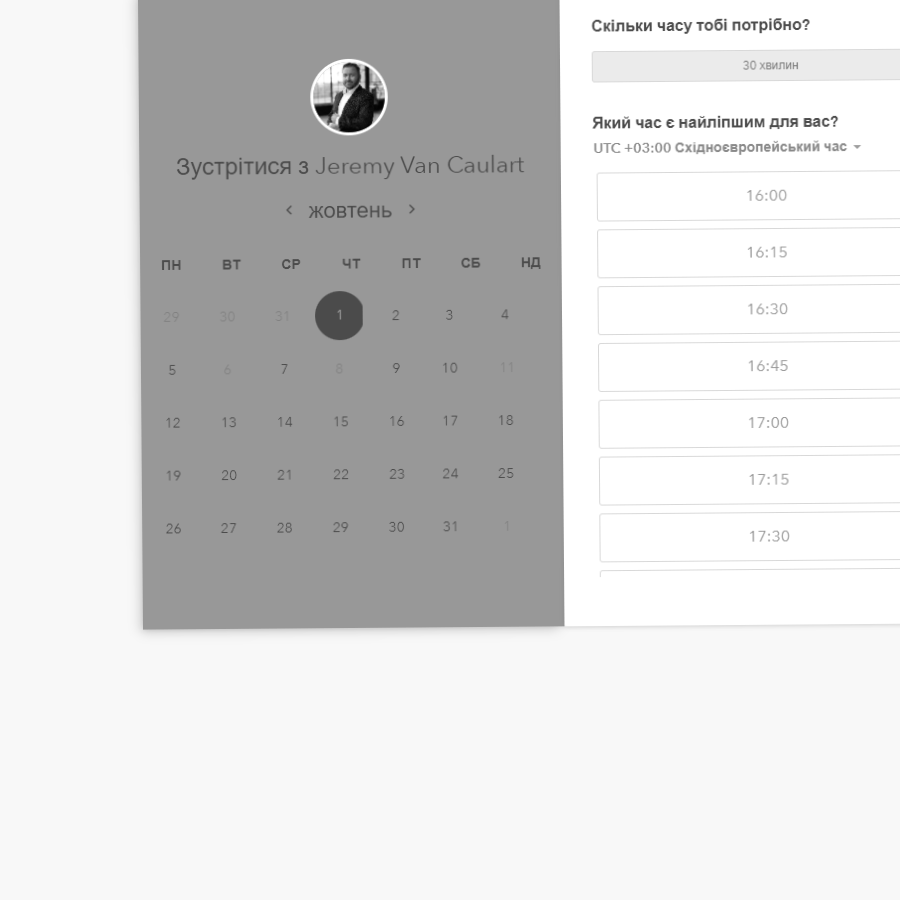 Зустрітися з Jeremy Van Caulart
жовтень
ПН ВТ СР ЧТ ПТ СБ НД
29 30 31 1 2 3 4
5 6 7 8 9 10 11
12 13 14 15 16 17 18
19 20 21 22 23 24 25
26 27 28 29 30 31 1
Скільки часу тобі потрібно?
30 хвилин
Який час є найліпшим для вас?
UTC +03:00 Східноєвропейський час
16:00
16:15
16:30
16:45
17:00
17:15
17:30